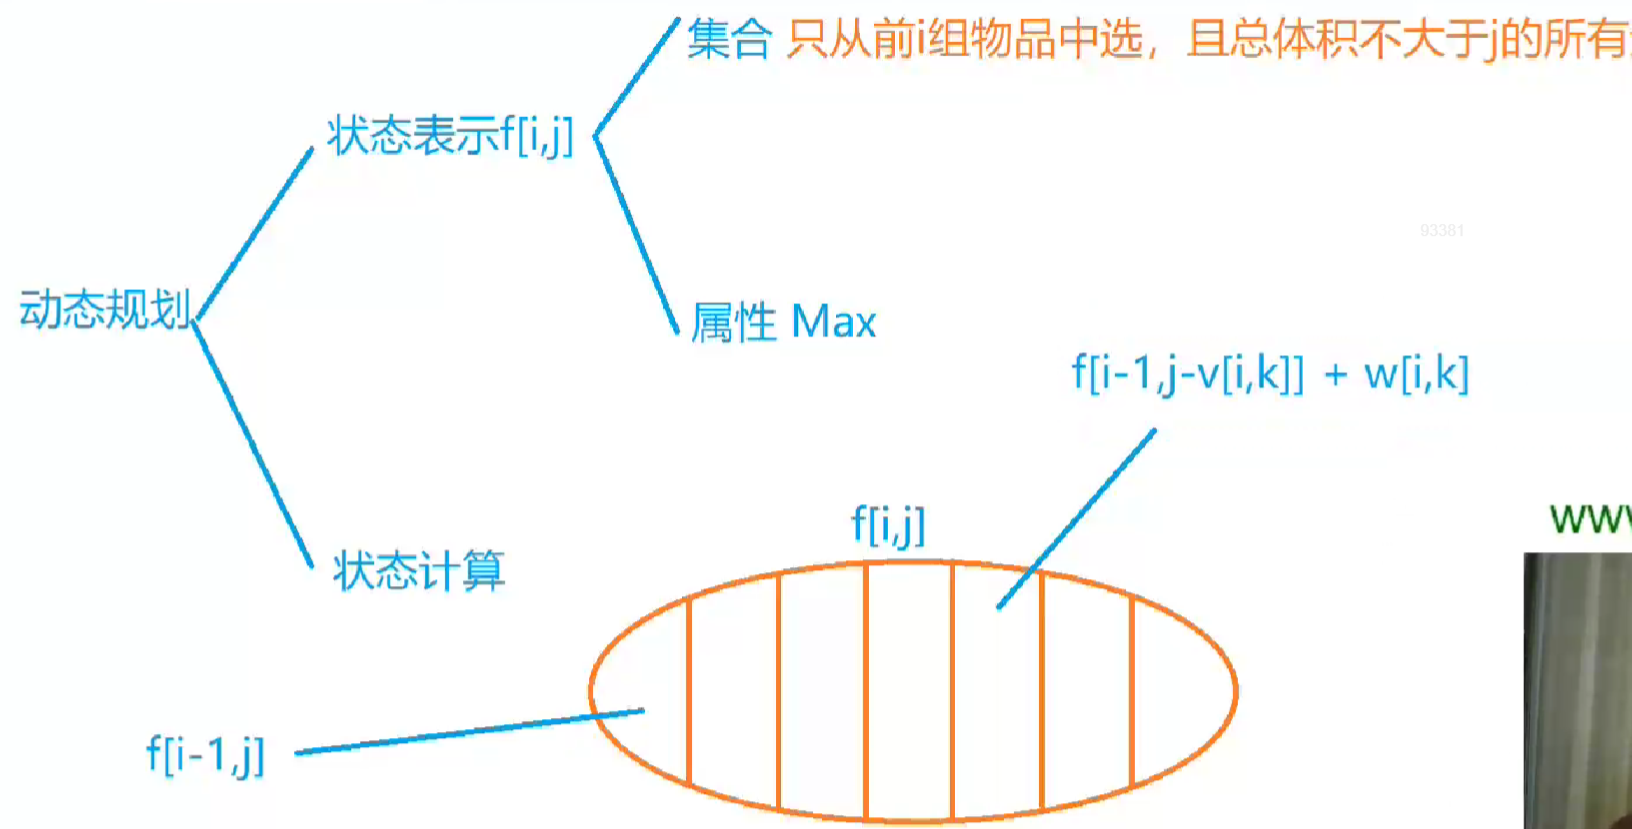 集合 只从前i组物品中选，且总体积不大于j的所有
状态表示f[i,j]
93381
动态规划
属性 Max
f[i-1,j-v[i,k]] + w[i,k]
f[i,j]
www
状态计算
f[i-1,j]